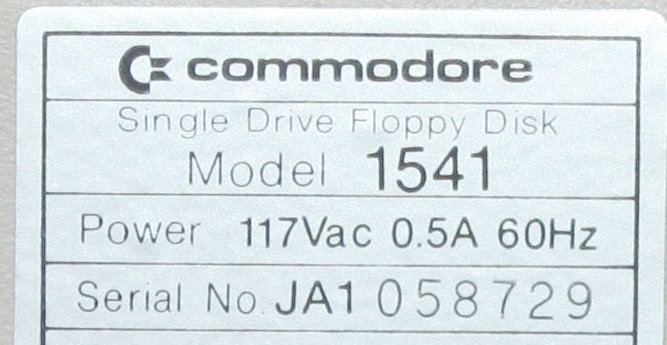 commodore
Single Drive Floppy Disk
Model 1541
Power 117Vac 0.5A 60Hz
Serial No. JA1 058729